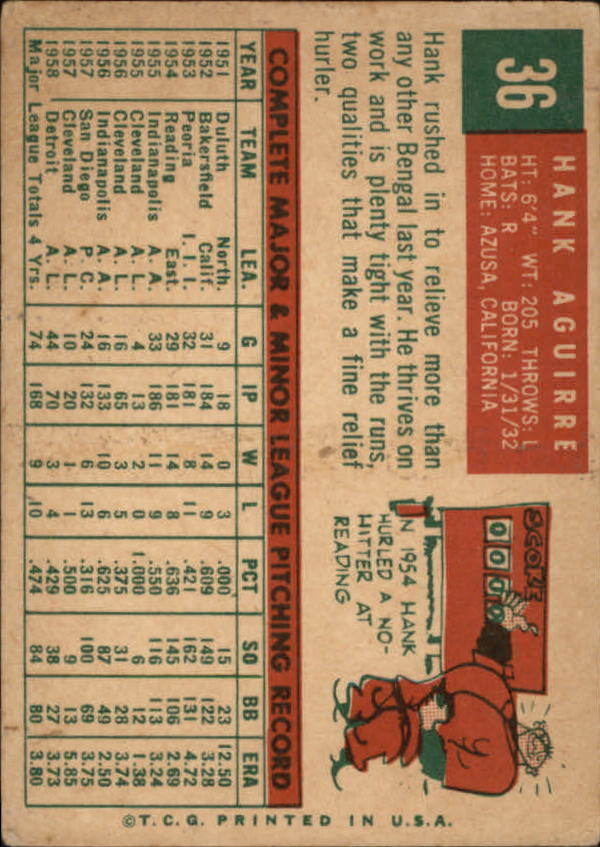 36
HANK AGUIRRE
HT: 6'4" WT: 205 THROWS: L
BATS: R BORN: 1/31/32
HOME: AZUSA, CALIFORNIA
Hank rushed in to relieve more than
any other Bengal last year. He thrives on
work and is plenty tight with the runs,
two qualities that make a fine relief
hurler.
SCORE
0 0 0 0
IN 1954 HANK
HURLED A NO-
HITTER AT
READING
COMPLETE MAJOR & MINOR LEAGUE PITCHING RECORD
YEAR TEAM LEA. G IP W L PCT SO BB ERA
1951 Duluth North. 9 18 0 3 .000 15 23 12.50
1952 Bakersfield Calif. 31 184 14 9 .609 149 122 3.28
1953 Peoria I. I. I. 32 181 8 11 .421 162 131 4.72
1954 Reading East. 29 181 14 8 .636 145 106 2.69
1955 Indianapolis A. A. 33 186 11 9 .550 116 113 3.24
1955 Cleveland A. L. 4 13 2 0 1.000 6 12 1.38
1956 Cleveland A. L. 16 65 3 5 .375 31 28 3.74
1956 Indianapolis A. A. 16 133 10 6 .625 87 49 2.50
1957 San Diego P. C. 24 132 6 13 .316 100 69 3.75
1957 Cleveland A. L. 10 20 1 1 .500 9 13 5.85
1958 Detroit A. L. 44 70 3 4 .429 38 27 3.73
Major League Totals 4 Yrs. 74 168 9 10 .474 84 80 3.80
©T.C.G. PRINTED IN U.S.A.